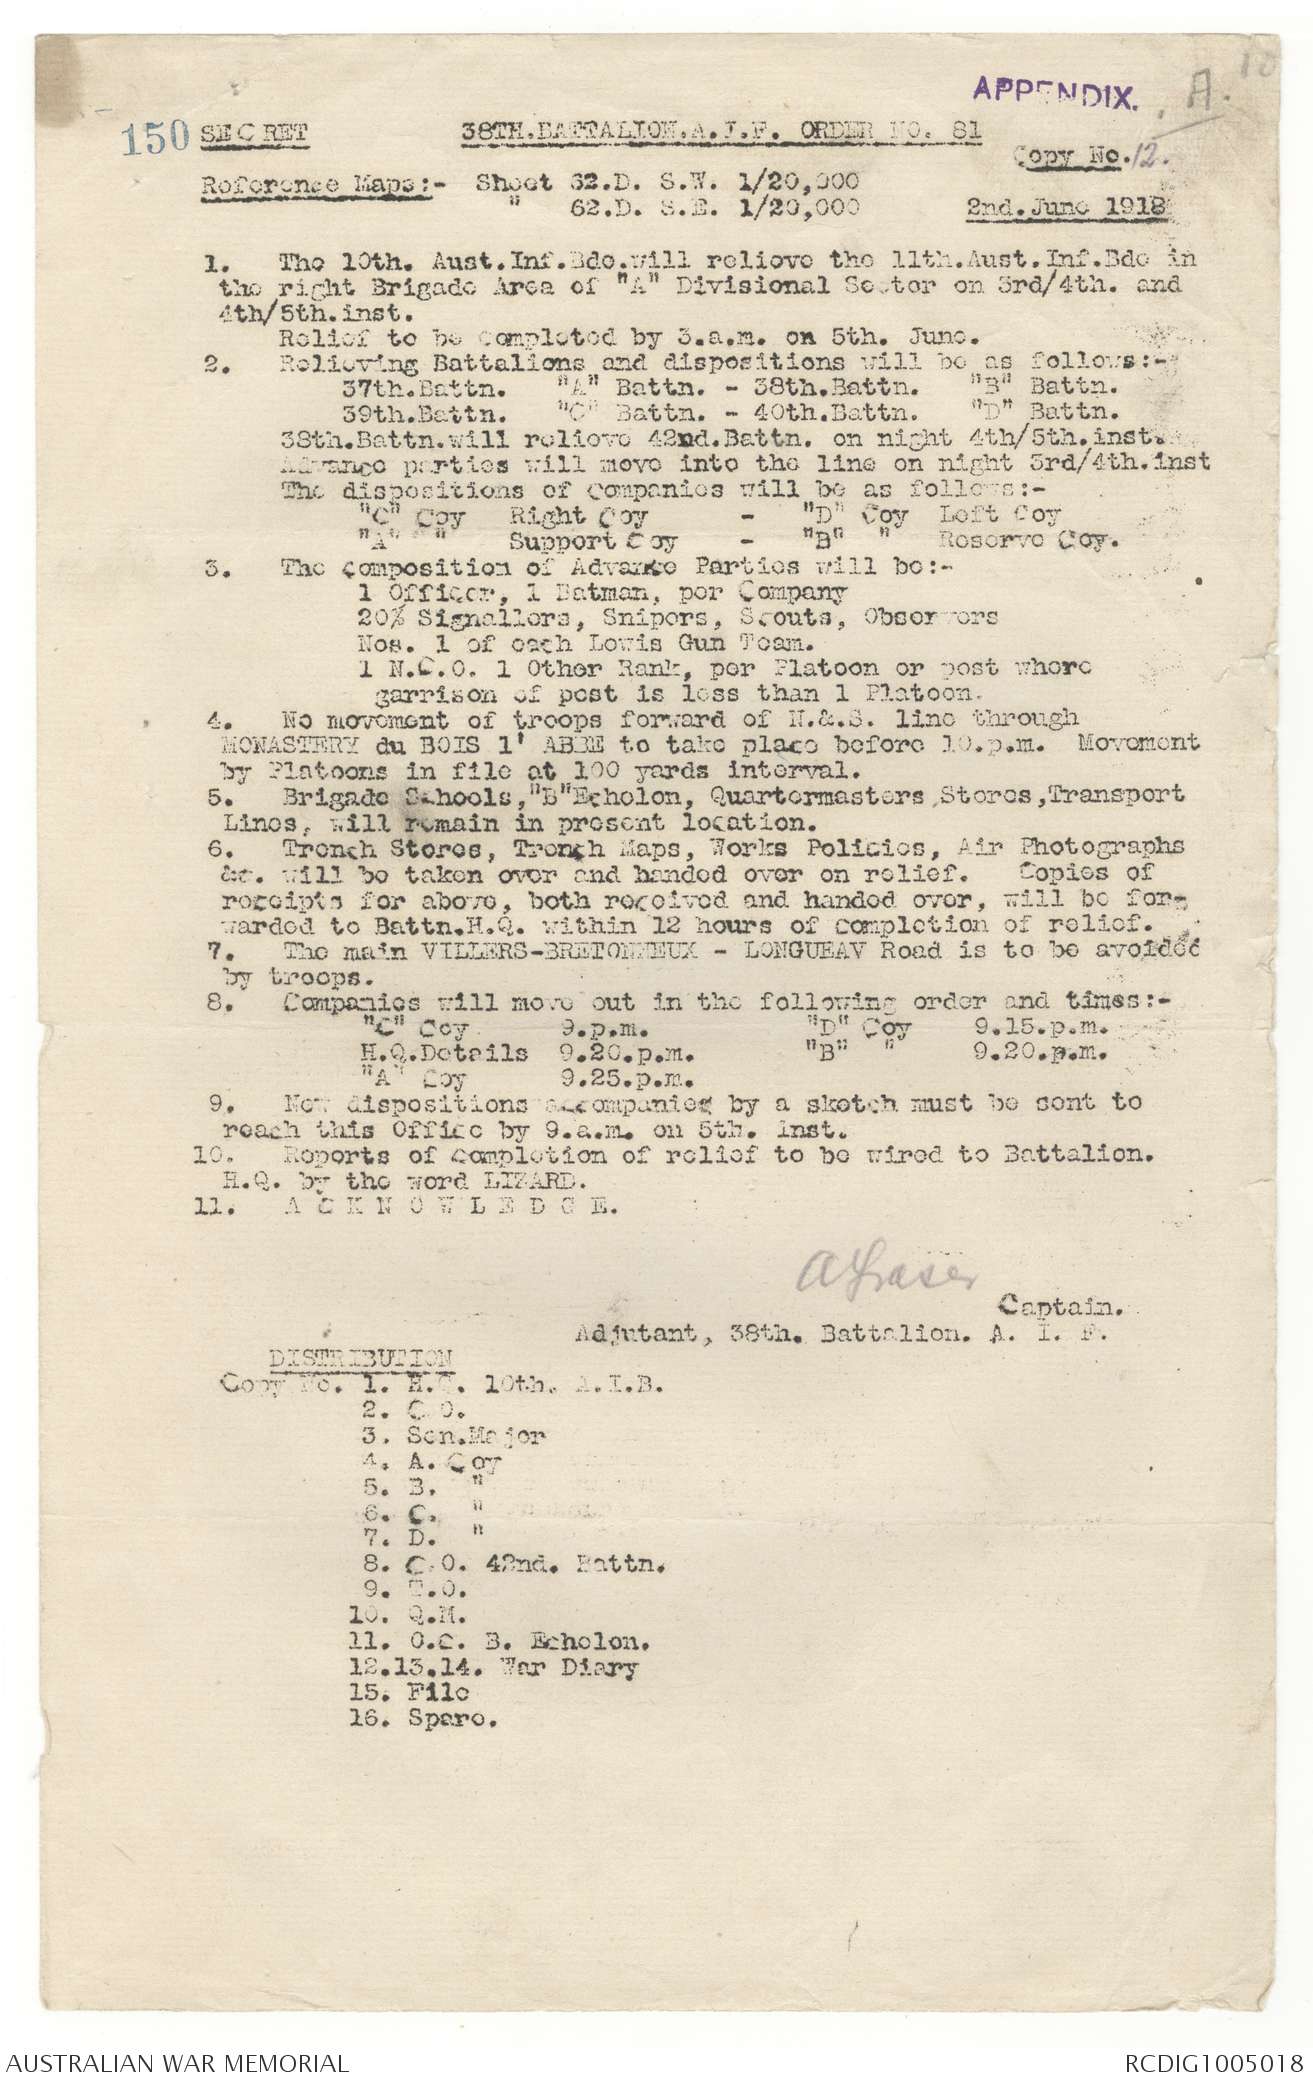 18
APPENDIX. A.
150 SECRET 38TH.BATTALION.A.I.F. ORDER NO. 81
Copy No.12.
Reference Maps:- Sheet 62.D. S.W. 1/20,000
" 62.D. S.E. 1/20,000 2nd.June 1918
1. The 10th. Aust.Inf.Bde.will relieve the 11th.Aust.Inf.Bde in
the right Brigade Area of "A" Divisional Sector on 3rd/4th. and
4th/5th.inst.
Relief to be completed by 3.a.m. on 5th. June.
2. Relieving Battalions and dispositions will be as follows:-
37th.Battn. "A" Battn. - 38th.Battn. "B" Battn.
39th.Battn. "C" Battn. - 40th.Battn. "D" Battn.
38th.Battn.will relieve 42nd.Battn. on night 4th/5th.inst.
Advance parties will move into the line on night 3rd/4th.inst
The dispositions of companies will be as follows:-
"C" Coy Right Coy - "D" Coy Left Coy
"A" " Support Coy - "B" " Reserve Coy.
3. The composition of Advance Parties will be:-
1 Officer, 1 Batman, per Company
20% Signallers, Snipers, Scouts, Observers
Nos. 1 of each Lewis Gun Team.
1 N.C.O. 1 Other Rank, per Platoon or post where
garrison of post is less than 1 Platoon.
4. No movement of troops forward of N.&.S. line through
MONASTERY du BOIS l' ABBE to take place before 10.p.m. Movement
by Platoons in file at 100 yards interval.
5. Brigade Schools,"B"Echelon, Quartermasters Stores,Transport
Lines, will remain in present location.
6. Trench Stores, Trench Maps, Works Policies, Air Photographs
&c. will be taken over and handed over on relief. Copies of
receipts for above, both received and handed over, will be for-
warded to Battn.H.Q. within 12 hours of completion of relief.
7. The main VILLERS-BRETONNEUX - LONGUEAV Road is to be avoided
by troops.
8. Companies will move out in the following order and times:-
"C" Coy 9.p.m. "D" Coy 9.15.p.m.
H.Q.Details 9.20.p.m. "B" " 9.20.p.m.
"A" Coy 9.25.p.m.
9. New dispositions accompanies by a sketch must be sent to
reach this Office by 9.a.m. on 5th. inst.
10. Reports of completion of relief to be wired to Battalion.
H.Q. by the word LIZARD.
11. A C K N O W L E D G E.
A Fraser
Captain.
Adjutant, 38th. Battalion. A. I. F.
DISTRIBUTION
Copy No. 1. H.Q. 10th. A.I.B.
2. C.O.
3. Sen.Major
4. A. Coy
5. B. "
6. C. "
7. D. "
8. C.O. 42nd. Battn.
9. T.O.
10. Q.M.
11. O.C. B. Echelon.
12.13.14. War Diary
15. File
16. Spare.
AUSTRALIAN WAR MEMORIAL RCDIG1005018